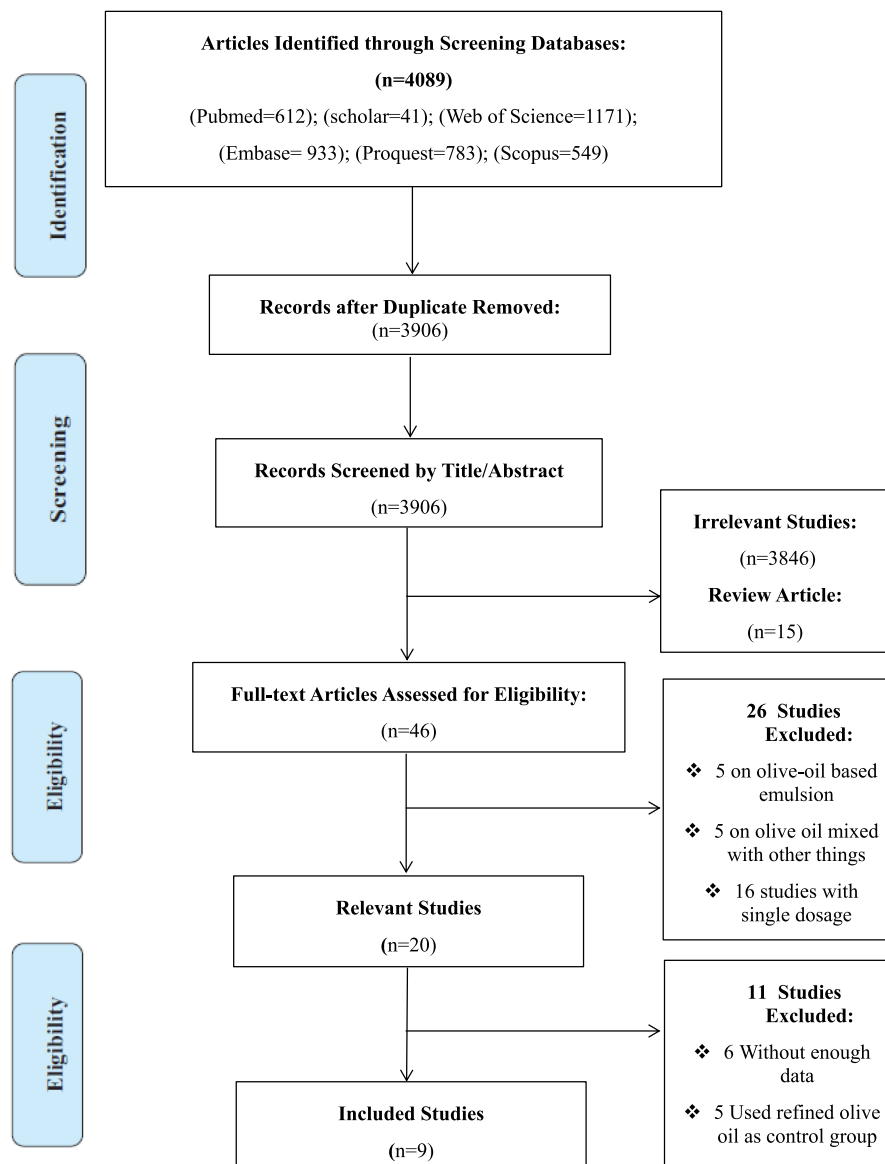 Identification
Articles Identified through Screening Databases:
(n=4089)
(Pubmed=612); (scholar=41); (Web of Science=1171);
(Embase= 933); (Proquest=783); (Scopus=549)
Records after Duplicate Removed:
(n=3906)
Screening
Records Screened by Title/Abstract
(n=3906)
Irrelevant Studies:
(n=3846)
Review Article:
(n=15)
Eligibility
Full-text Articles Assessed for Eligibility:
(n=46)
26 Studies
Excluded:
❖ 5 on olive-oil based
emulsion
❖ 5 on olive oil mixed
with other things
❖ 16 studies with
single dosage
Relevant Studies
(n=20)
Eligibility
11 Studies
Excluded:
❖ 6 Without enough
data
❖ 5 Used refined olive
oil as control group
Included Studies
(n=9)